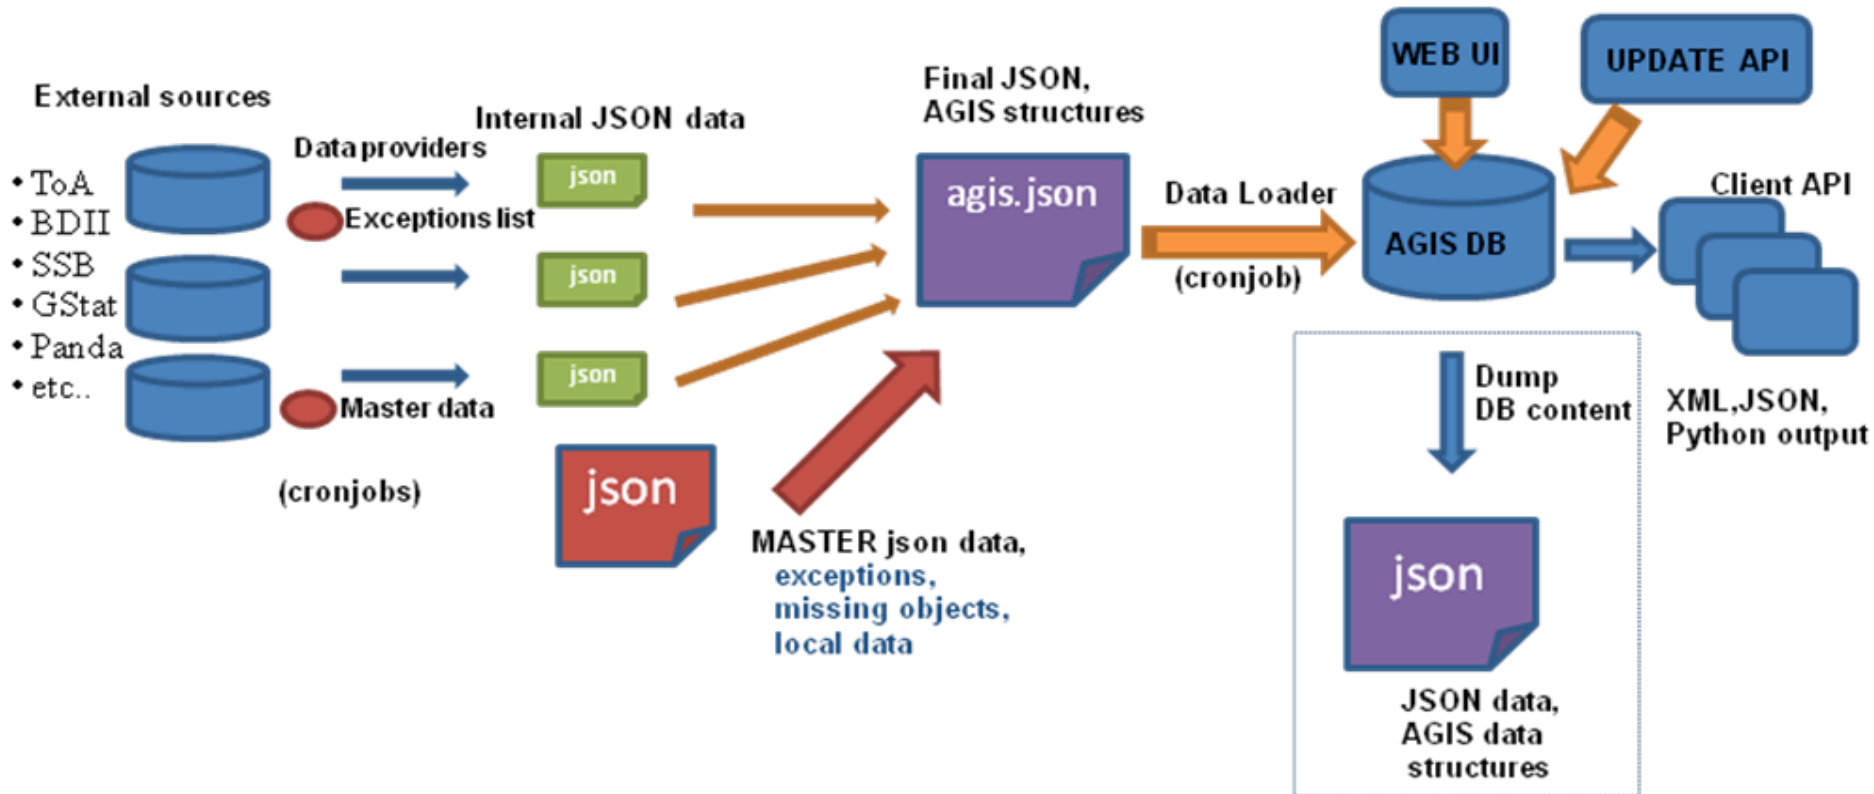 External sources
• ToA
• BDII
• SSB
• GStat
• Panda
• etc..
Data providers
Exceptions list
Master data
(cronjobs)
Internal JSON data
json
json
json
json
MASTER json data,
exceptions,
missing objects,
local data
Final JSON,
AGIS structures
agis.json
Data Loader
(cronjob)
WEB UI
UPDATE API
AGIS DB
Client API
XML,JSON,
Python output
Dump
DB content
json
JSON data,
AGIS data
structures